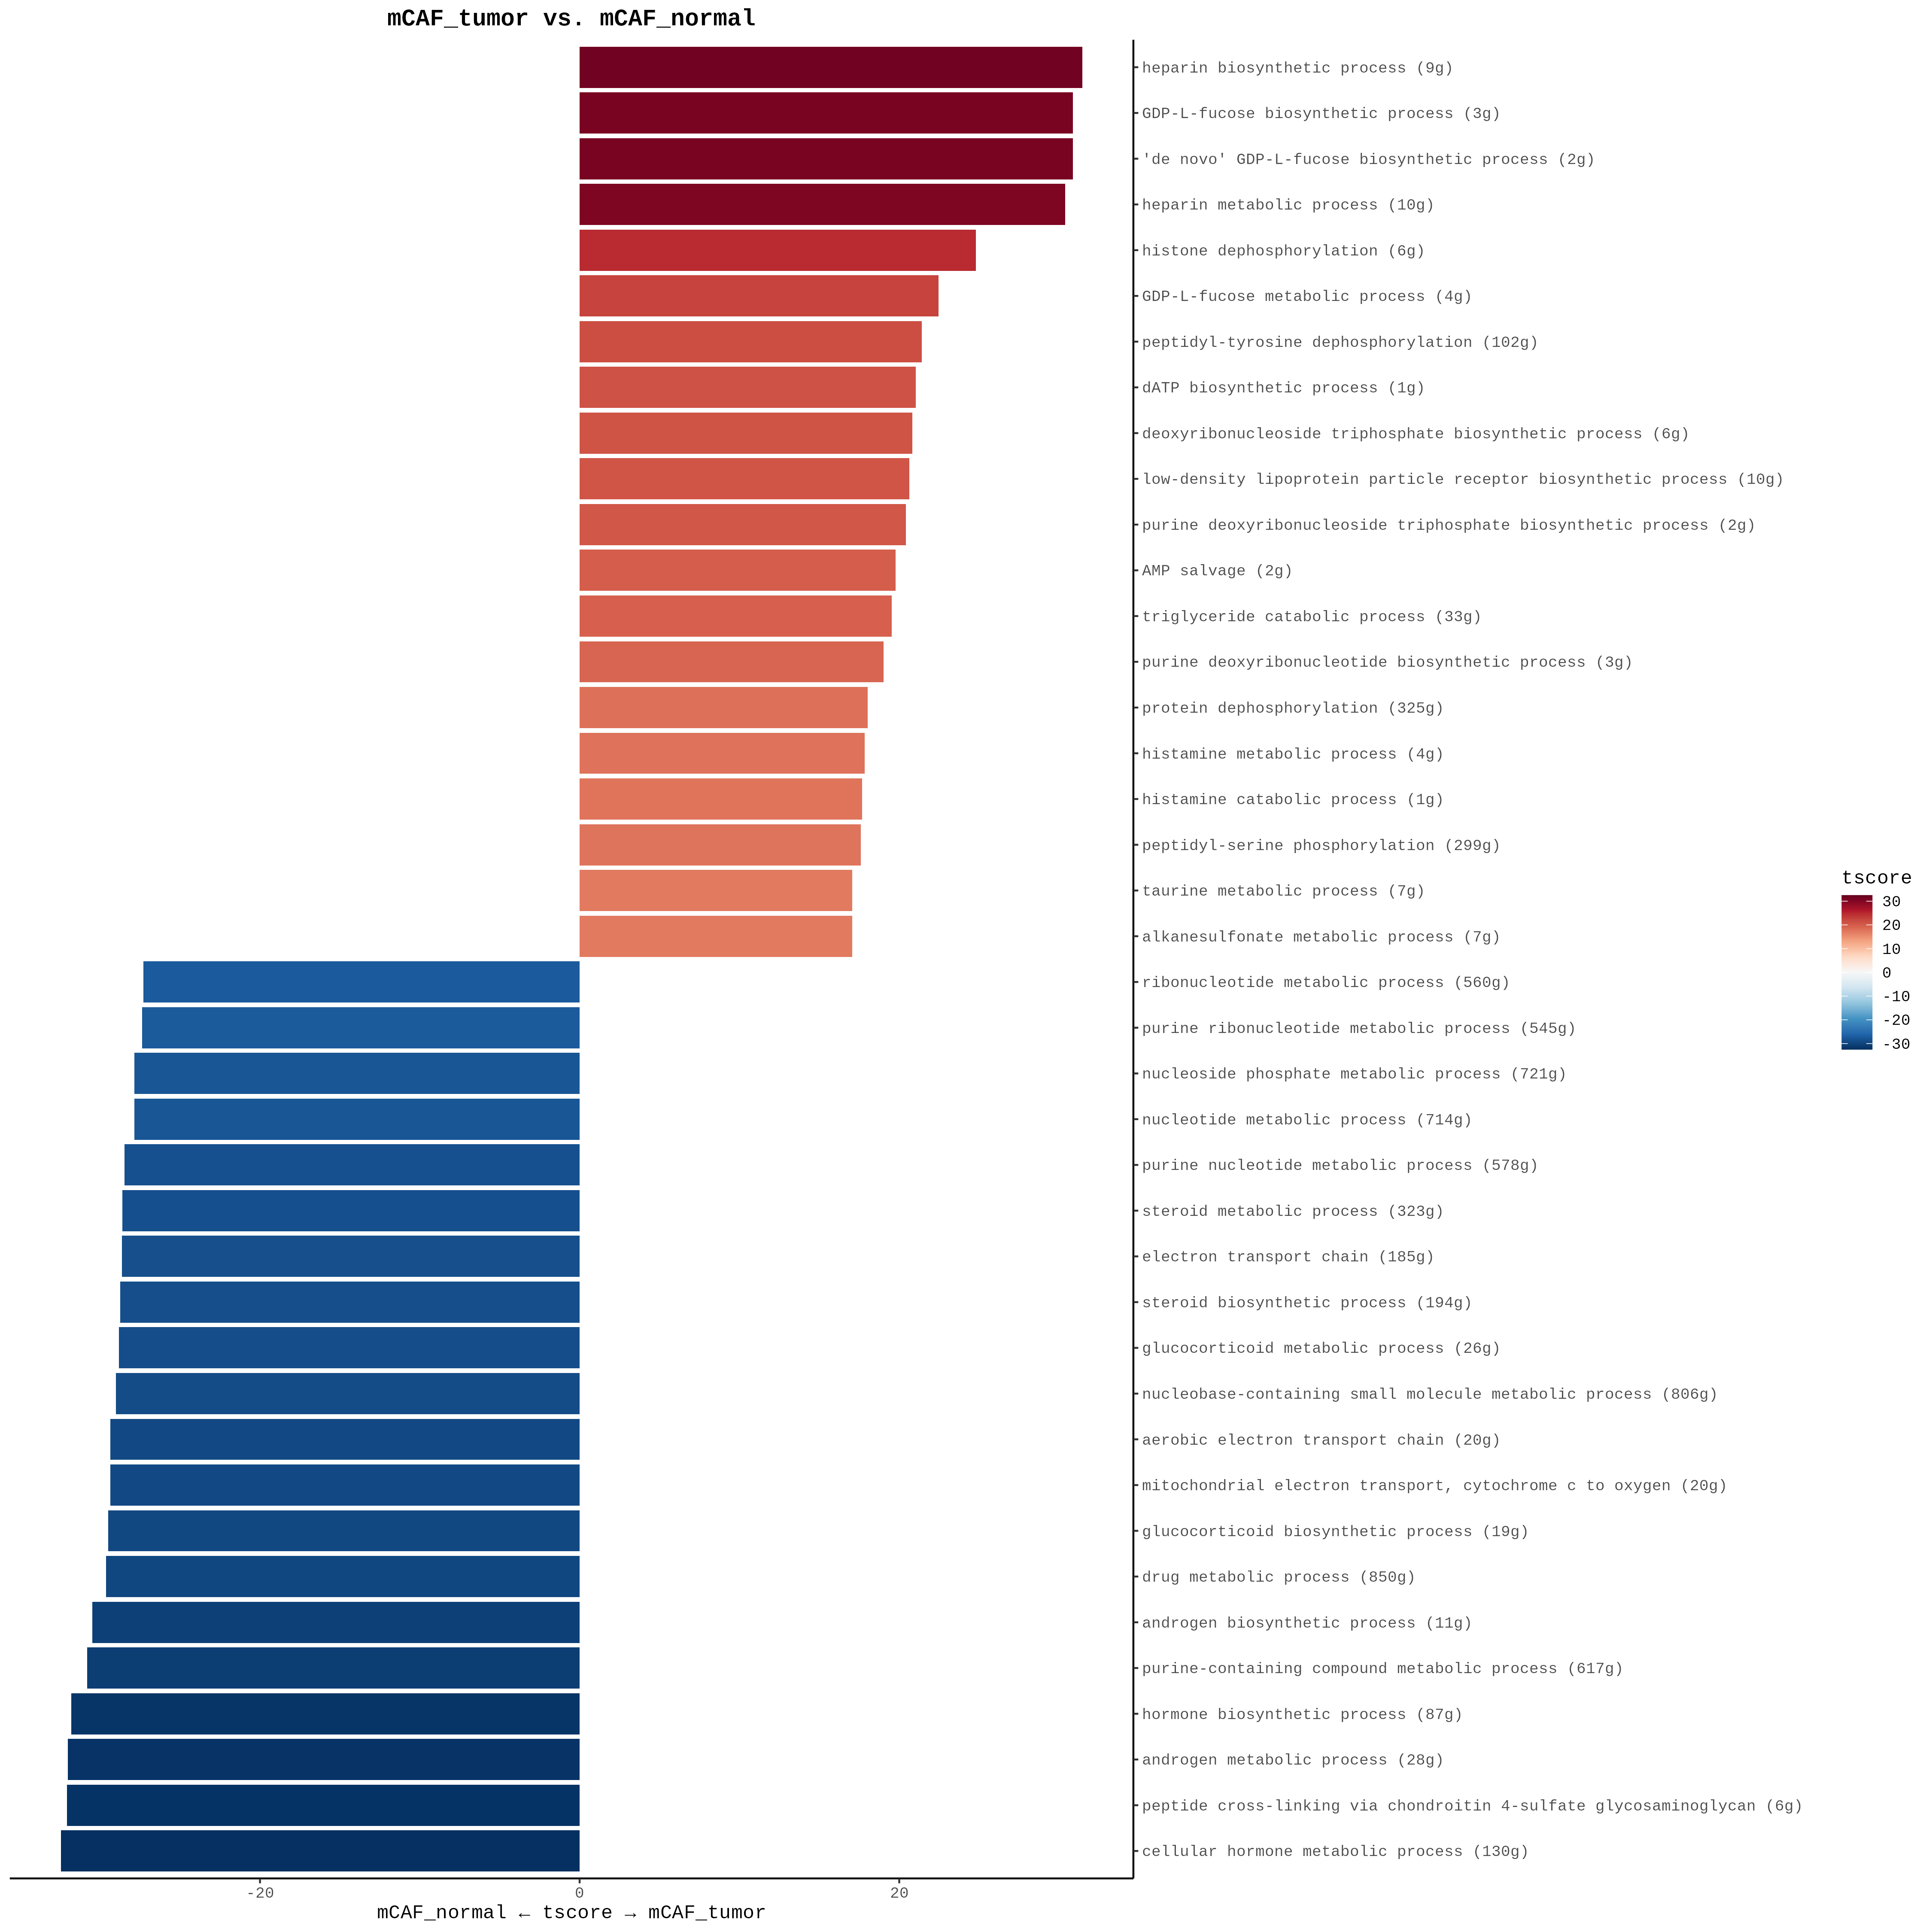 mCAF_tumor vs. mCAF_normal
heparin biosynthetic process (9g)
GDP-L-fucose biosynthetic process (3g)
'de novo' GDP-L-fucose biosynthetic process (2g)
heparin metabolic process (10g)
histone dephosphorylation (6g)
GDP-L-fucose metabolic process (4g)
peptidyl-tyrosine dephosphorylation (102g)
dATP biosynthetic process (1g)
deoxyribonucleoside triphosphate biosynthetic process (6g)
low-density lipoprotein particle receptor biosynthetic process (10g)
purine deoxyribonucleoside triphosphate biosynthetic process (2g)
AMP salvage (2g)
triglyceride catabolic process (33g)
purine deoxyribonucleotide biosynthetic process (3g)
protein dephosphorylation (325g)
histamine metabolic process (4g)
histamine catabolic process (1g)
peptidyl-serine phosphorylation (299g)
taurine metabolic process (7g)
alkanesulfonate metabolic process (7g)
ribonucleotide metabolic process (560g)
purine ribonucleotide metabolic process (545g)
nucleoside phosphate metabolic process (721g)
nucleotide metabolic process (714g)
purine nucleotide metabolic process (578g)
steroid metabolic process (323g)
electron transport chain (185g)
steroid biosynthetic process (194g)
glucocorticoid metabolic process (26g)
nucleobase-containing small molecule metabolic process (806g)
aerobic electron transport chain (20g)
mitochondrial electron transport, cytochrome c to oxygen (20g)
glucocorticoid biosynthetic process (19g)
drug metabolic process (850g)
androgen biosynthetic process (11g)
purine-containing compound metabolic process (617g)
hormone biosynthetic process (87g)
androgen metabolic process (28g)
peptide cross-linking via chondroitin 4-sulfate glycosaminoglycan (6g)
cellular hormone metabolic process (130g)
-20 0 20
mCAF_normal ← tscore → mCAF_tumor
tscore
30
20
10
0
-10
-20
-30